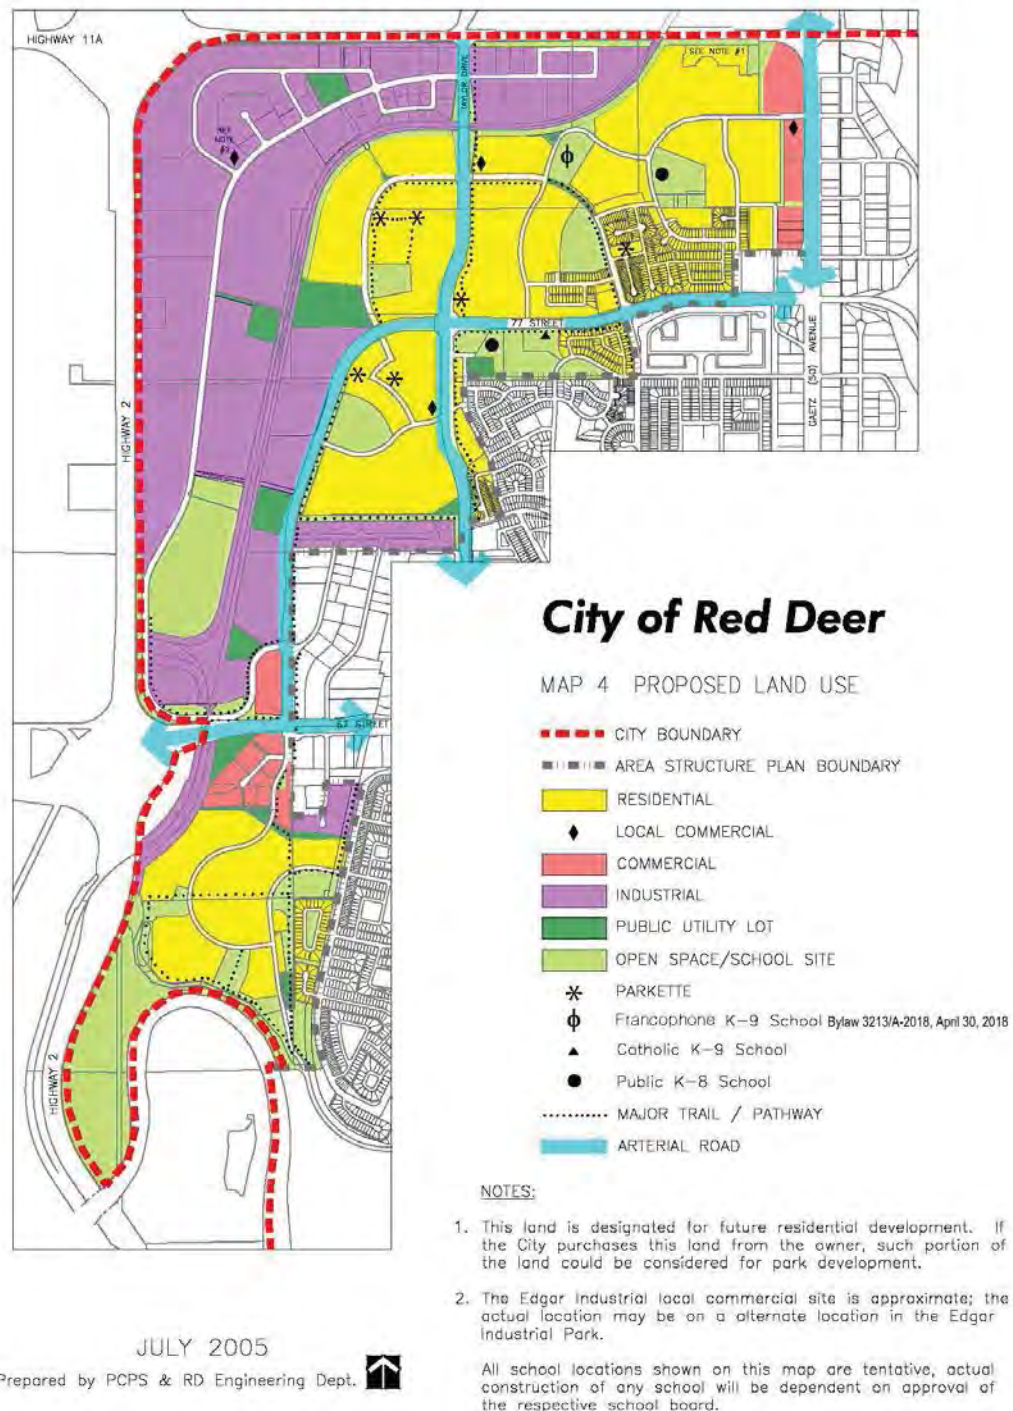 HIGHWAY 11A
SEE NOTE #1
TAYLOR DRIVE
REF
NOTE
#2
77 STREET
GAETZ (50) AVENUE
HIGHWAY 2
67 STREET
HIGHWAY 2
City of Red Deer
MAP 4 PROPOSED LAND USE
CITY BOUNDARY
AREA STRUCTURE PLAN BOUNDARY
RESIDENTIAL
LOCAL COMMERCIAL
COMMERCIAL
INDUSTRIAL
PUBLIC UTILITY LOT
OPEN SPACE/SCHOOL SITE
PARKETTE
Francophone K-9 School Bylaw 3213/A-2018, April 30, 2018
Catholic K-9 School
Public K-8 School
MAJOR TRAIL / PATHWAY
ARTERIAL ROAD
NOTES:
1. This land is designated for future residential development. If
the City purchases this land from the owner, such portion of
the land could be considered for park development.
2. The Edgar Industrial local commercial site is approximate; the
actual location may be on a alternate location in the Edgar
Industrial Park.
All school locations shown on this map are tentative, actual
construction of any school will be dependent on approval of
the respective school board.
JULY 2005
Prepared by PCPS & RD Engineering Dept.